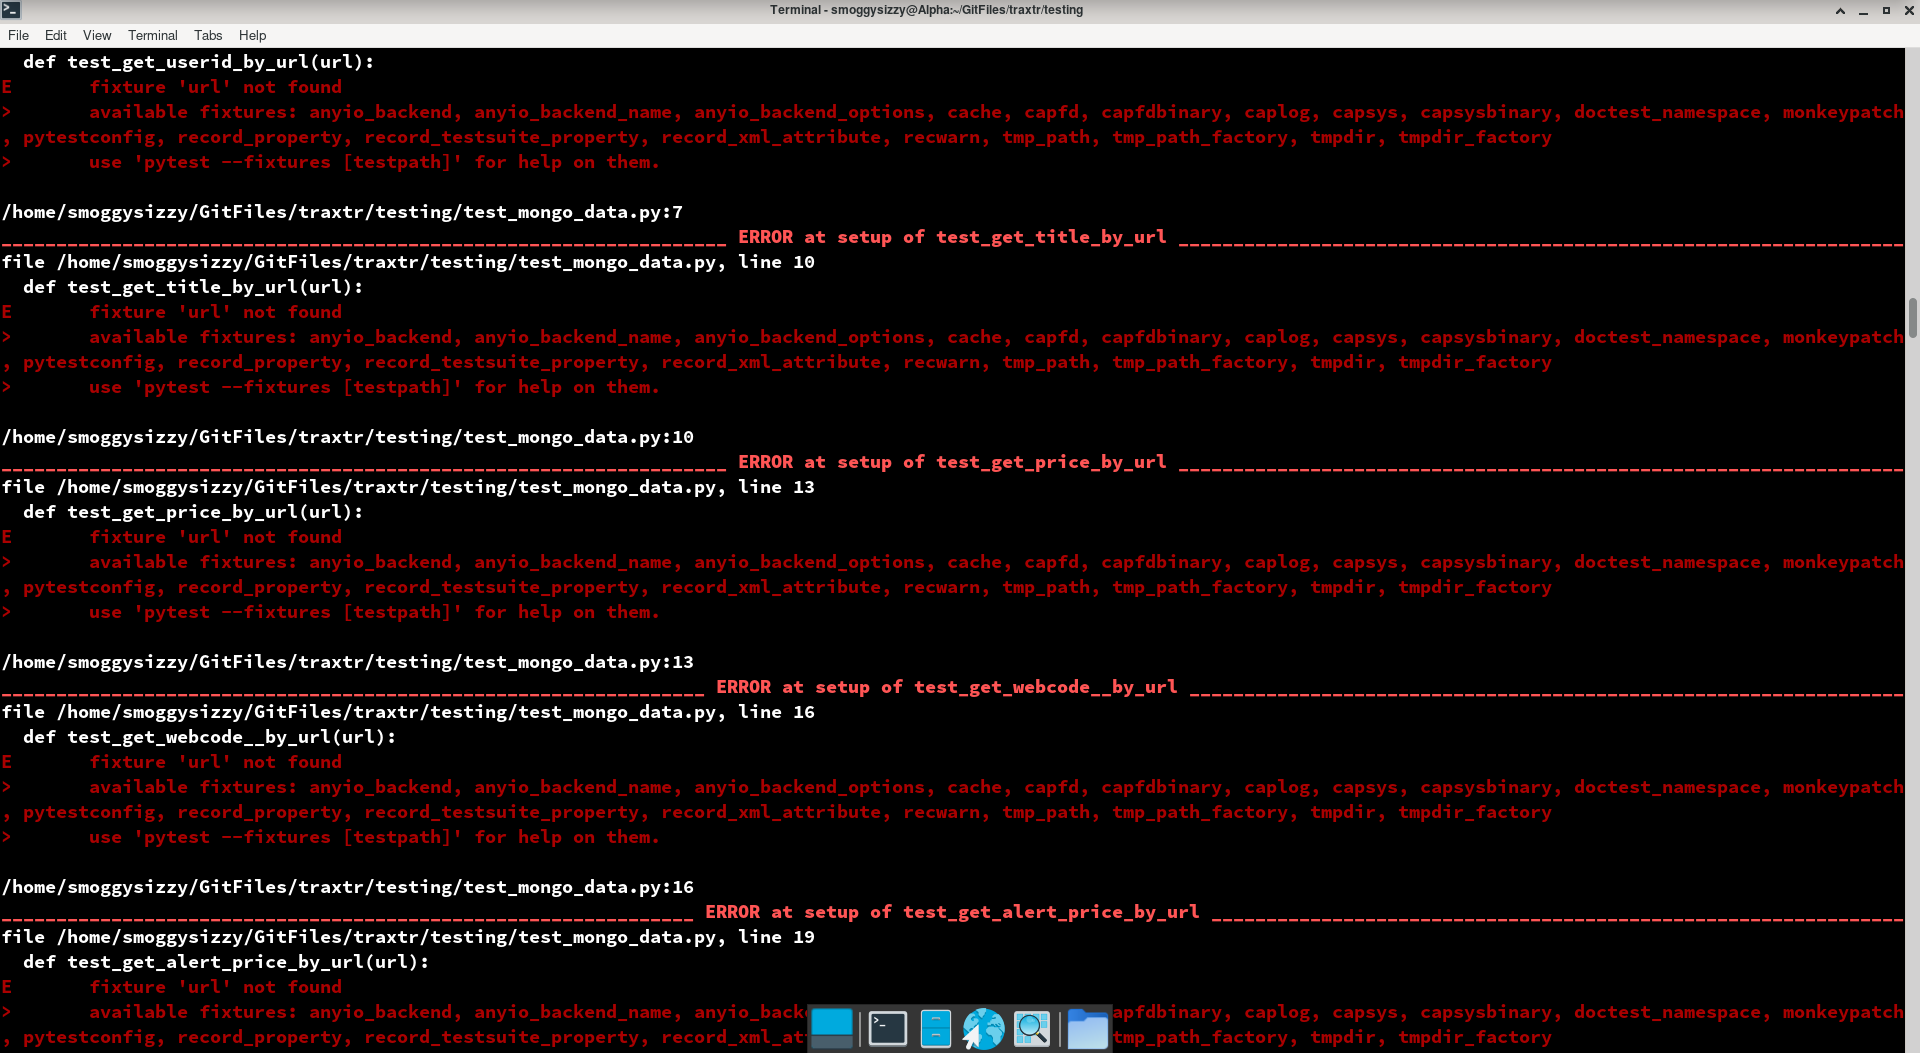 Terminal - smoggysizzy@Alpha:~/GitFiles/traxtr/testing
File Edit View Terminal Tabs Help
def test_get_userid_by_url(url):
E       fixture 'url' not found
>       available fixtures: anyio_backend, anyio_backend_name, anyio_backend_options, cache, capfd, capfdbinary, caplog, capsys, capsysbinary, doctest_namespace, monkeypatch
, pytestconfig, record_property, record_testsuite_property, record_xml_attribute, recwarn, tmp_path, tmp_path_factory, tmpdir, tmpdir_factory
>       use 'pytest --fixtures [testpath]' for help on them.
/home/smoggysizzy/GitFiles/traxtr/testing/test_mongo_data.py:7
ERROR at setup of test_get_title_by_url
file /home/smoggysizzy/GitFiles/traxtr/testing/test_mongo_data.py, line 10
def test_get_title_by_url(url):
E       fixture 'url' not found
>       available fixtures: anyio_backend, anyio_backend_name, anyio_backend_options, cache, capfd, capfdbinary, caplog, capsys, capsysbinary, doctest_namespace, monkeypatch
, pytestconfig, record_property, record_testsuite_property, record_xml_attribute, recwarn, tmp_path, tmp_path_factory, tmpdir, tmpdir_factory
>       use 'pytest --fixtures [testpath]' for help on them.
/home/smoggysizzy/GitFiles/traxtr/testing/test_mongo_data.py:10
ERROR at setup of test_get_price_by_url
file /home/smoggysizzy/GitFiles/traxtr/testing/test_mongo_data.py, line 13
def test_get_price_by_url(url):
E       fixture 'url' not found
>       available fixtures: anyio_backend, anyio_backend_name, anyio_backend_options, cache, capfd, capfdbinary, caplog, capsys, capsysbinary, doctest_namespace, monkeypatch
, pytestconfig, record_property, record_testsuite_property, record_xml_attribute, recwarn, tmp_path, tmp_path_factory, tmpdir, tmpdir_factory
>       use 'pytest --fixtures [testpath]' for help on them.
/home/smoggysizzy/GitFiles/traxtr/testing/test_mongo_data.py:13
ERROR at setup of test_get_webcode__by_url
file /home/smoggysizzy/GitFiles/traxtr/testing/test_mongo_data.py, line 16
def test_get_webcode__by_url(url):
E       fixture 'url' not found
>       available fixtures: anyio_backend, anyio_backend_name, anyio_backend_options, cache, capfd, capfdbinary, caplog, capsys, capsysbinary, doctest_namespace, monkeypatch
, pytestconfig, record_property, record_testsuite_property, record_xml_attribute, recwarn, tmp_path, tmp_path_factory, tmpdir, tmpdir_factory
>       use 'pytest --fixtures [testpath]' for help on them.
/home/smoggysizzy/GitFiles/traxtr/testing/test_mongo_data.py:16
ERROR at setup of test_get_alert_price_by_url
file /home/smoggysizzy/GitFiles/traxtr/testing/test_mongo_data.py, line 19
def test_get_alert_price_by_url(url):
E       fixture 'url' not found
>       available fixtures: anyio_backend, anyio_backend_name, anyio_back apfdbinary, caplog, capsys, capsysbinary, doctest_namespace, monkeypatch
, pytestconfig, record_property, record_testsuite_property, record_xml_at tmp_path_factory, tmpdir, tmpdir_factory